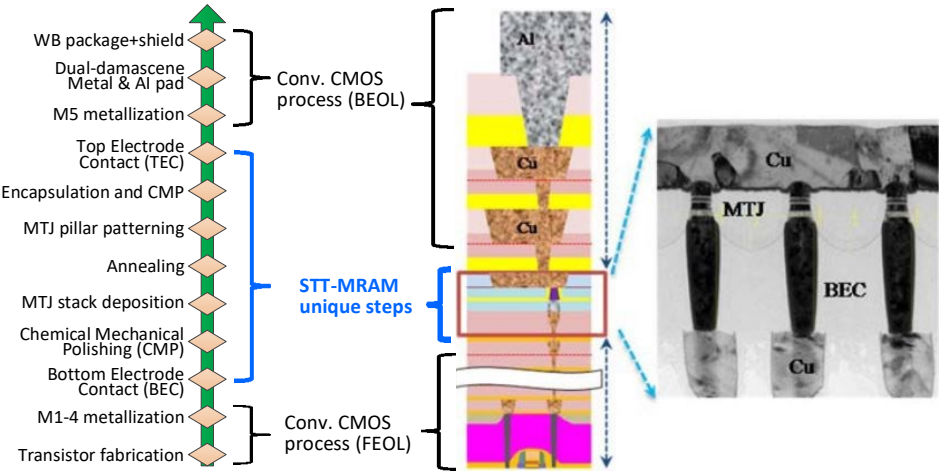 WB package+shield
Dual-damascene
Metal & Al pad
M5 metallization
Top Electrode
Contact (TEC)
Encapsulation and CMP
MTJ pillar patterning
Annealing
MTJ stack deposition
Chemical Mechanical
Polishing (CMP)
Bottom Electrode
Contact (BEC)
M1-4 metallization
Transistor fabrication
Conv. CMOS
process (BEOL)
STT-MRAM
unique steps
Conv. CMOS
process (FEOL)
Al
Cu
Cu
Cu
MTJ
BEC
Cu